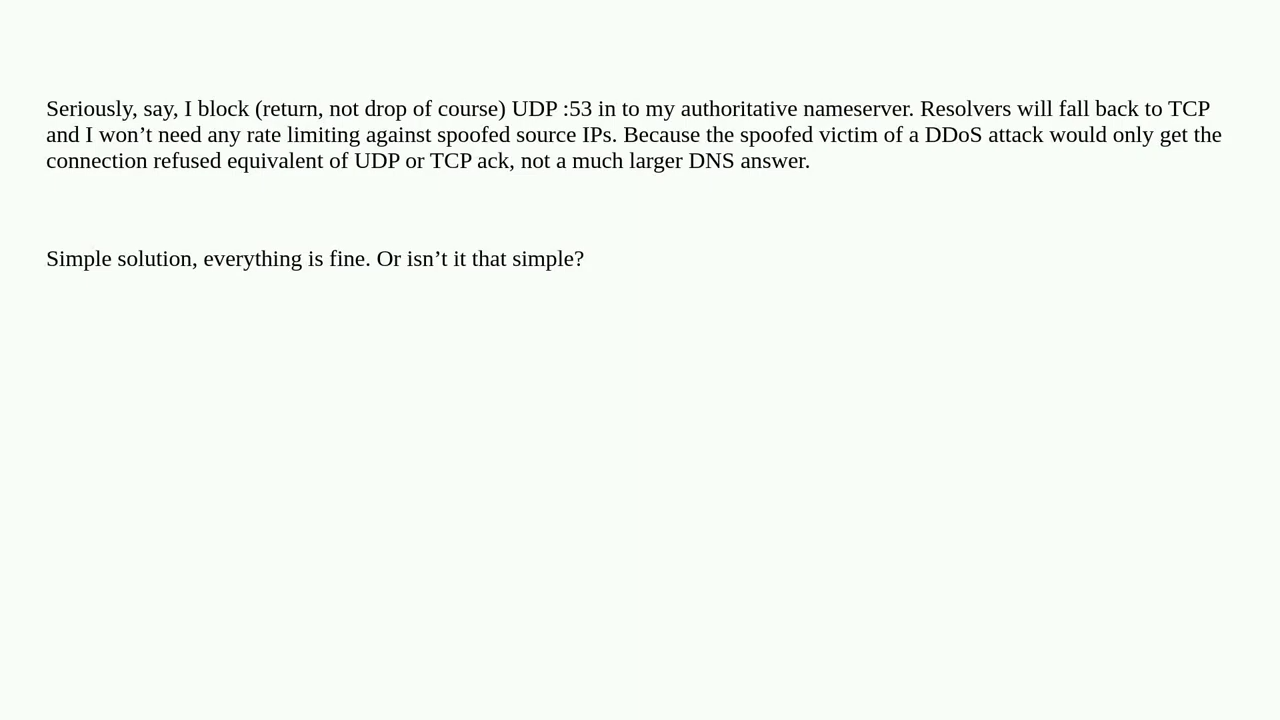 Seriously, say, I block (return, not drop of course) UDP :53 in to my authoritative nameserver. Resolvers will fall back to TCP
and I won’t need any rate limiting against spoofed source IPs. Because the spoofed victim of a DDoS attack would only get the
connection refused equivalent of UDP or TCP ack, not a much larger DNS answer.
Simple solution, everything is fine. Or isn’t it that simple?